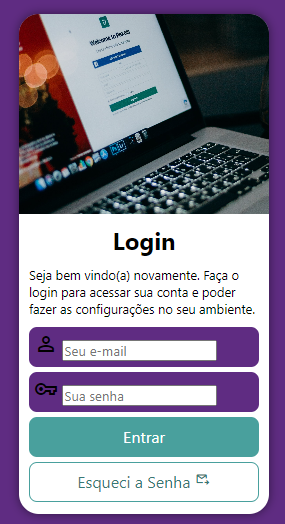 Login
Seja bem vindo(a) novamente. Faça o
login para acessar sua conta e poder
fazer as configurações no seu ambiente.
Seu e-mail
Sua senha
Entrar
Esqueci a Senha